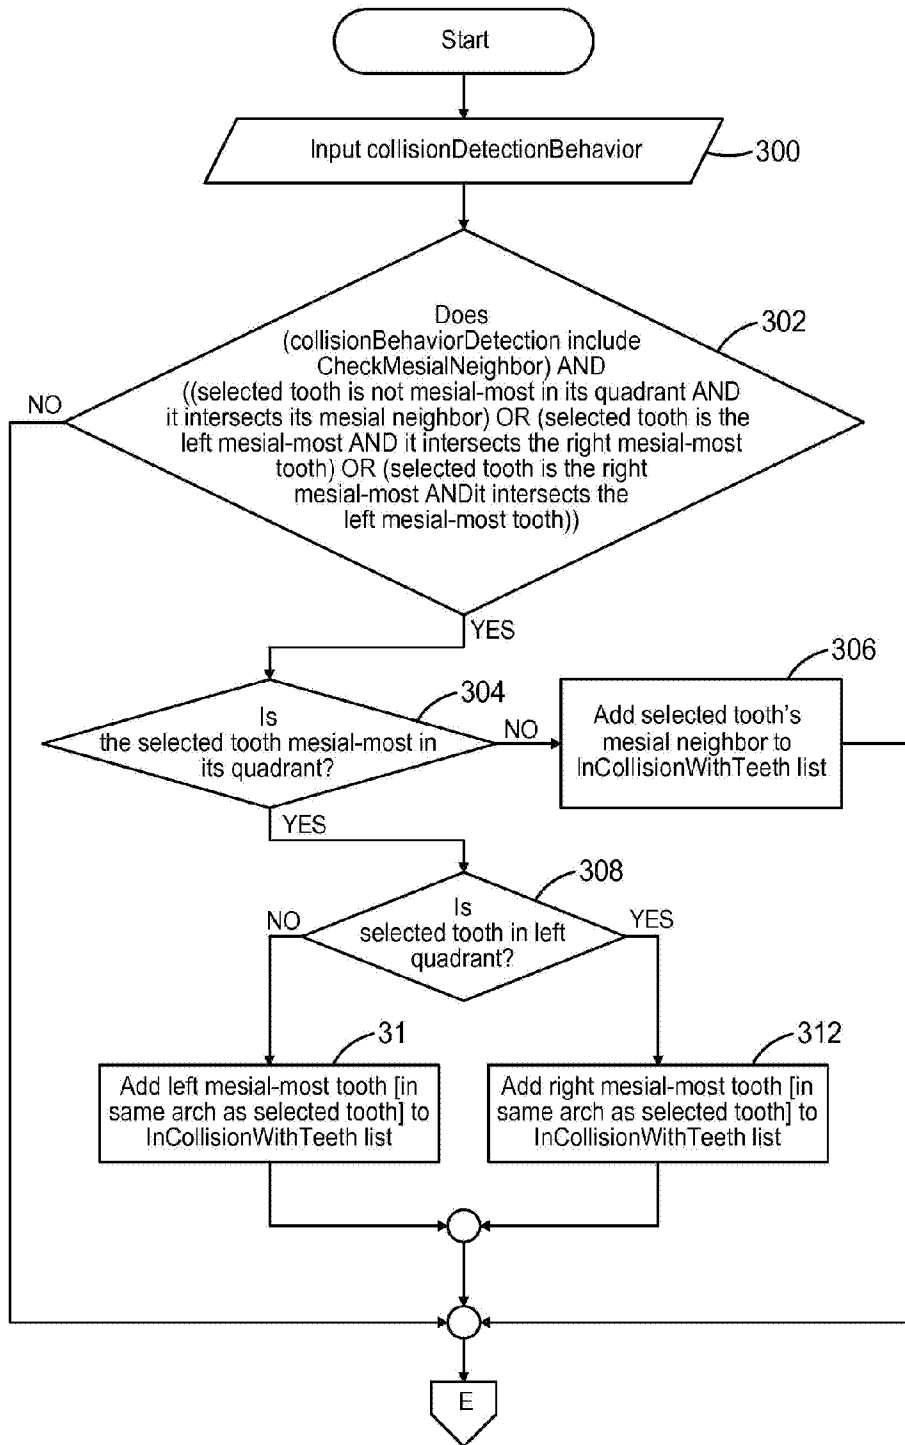 Start
Input collisionDetectionBehavior
300
Does
(collisionBehaviorDetection include
CheckMesialNeighbor) AND
((selected tooth is not mesial-most in its quadrant AND
it intersects its mesial neighbor) OR (selected tooth is the
left mesial-most AND it intersects the right mesial-most
tooth) OR (selected tooth is the right
mesial-most ANDit intersects the
left mesial-most tooth))
302
NO
YES
Is
the selected tooth mesial-most in
its quadrant?
304
NO
YES
Add selected tooth's
mesial neighbor to
InCollisionWithTeeth list
306
Is
selected tooth in left
quadrant?
308
NO
YES
Add left mesial-most tooth [in
same arch as selected tooth] to
InCollisionWithTeeth list
31
Add right mesial-most tooth [in
same arch as selected tooth] to
InCollisionWithTeeth list
312
E